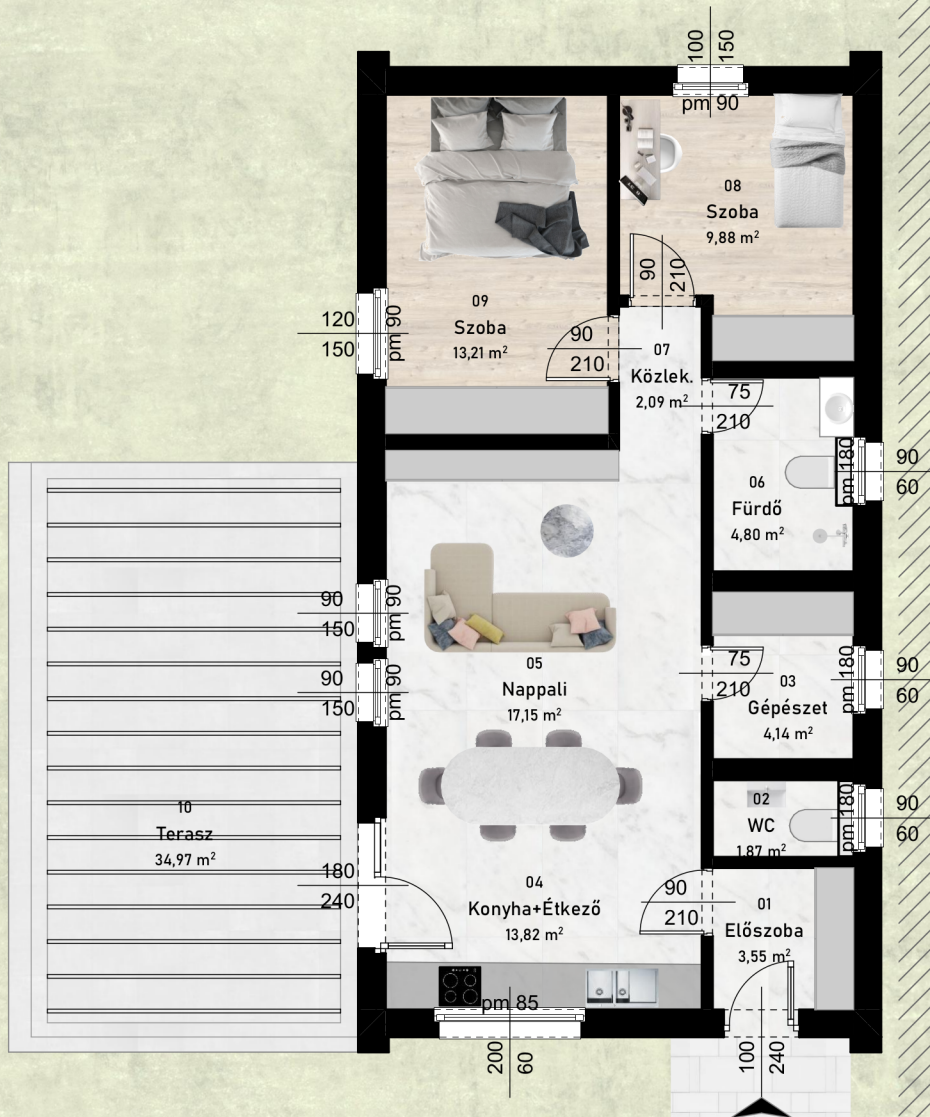 100
150
pm 90
08
Szoba
9,88 m²
90
210
09
Szoba
13,21 m²
120
150
pm 90
90
210
07
Közlek.
2,09 m²
75
210
06
Fürdő
4,80 m²
pm 180
90
60
90
150
pm 90
90
150
pm 90
05
Nappali
17,15 m²
75
210
03
Gépészet
4,14 m²
pm 180
90
60
02
WC
1,87 m²
pm 180
90
60
10
Terasz
34,97 m²
180
240
04
Konyha+Étkező
13,82 m²
90
210
01
Előszoba
3,55 m²
pm 85
200
60
100
240